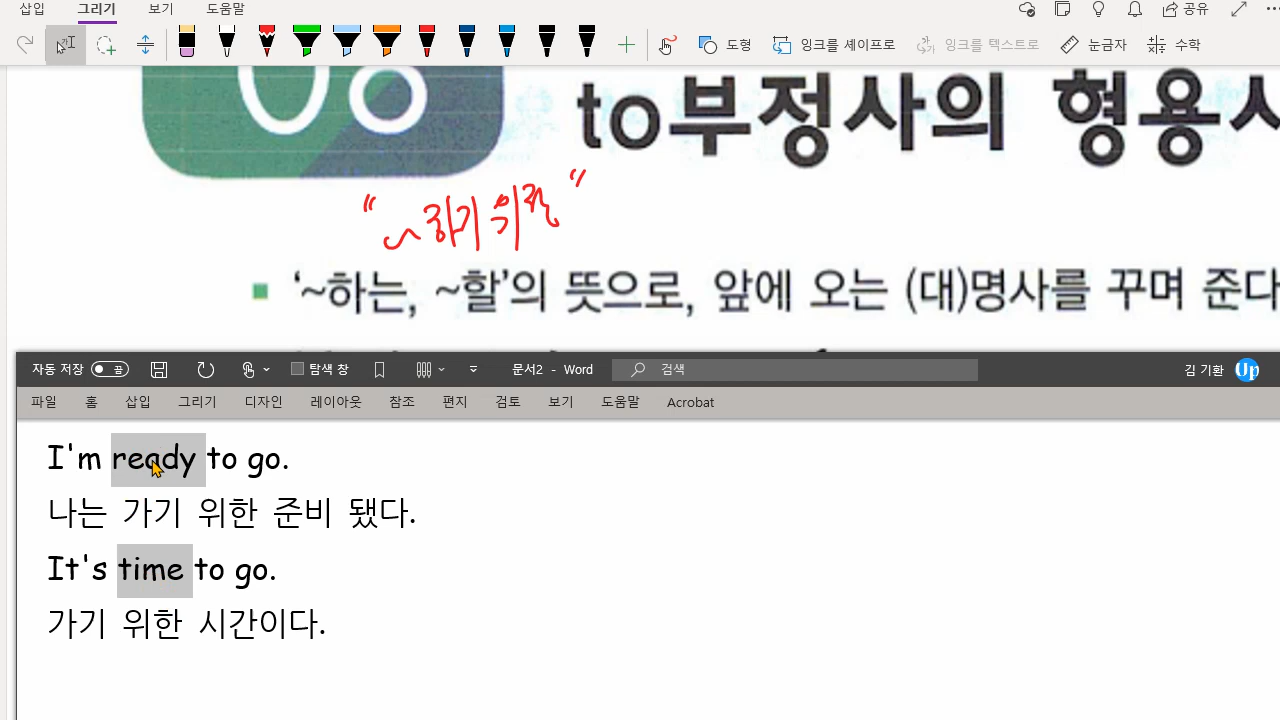 삽입 그리기 보기 도움말 공유
도형 잉크를 셰이프로 잉크를 텍스트로 눈금자 수학
08
to부정사의 형용
"~하기 위한"
'~하는, ~할'의 뜻으로, 앞에 오는 (대)명사를 꾸며 준다
자동 저장 끔 탐색 창 문서2 - Word 검색 김 기환 Up
파일 홈 삽입 그리기 디자인 레이아웃 참조 편지 검토 보기 도움말 Acrobat
I'm ready to go.
나는 가기 위한 준비 됐다.
It's time to go.
가기 위한 시간이다.